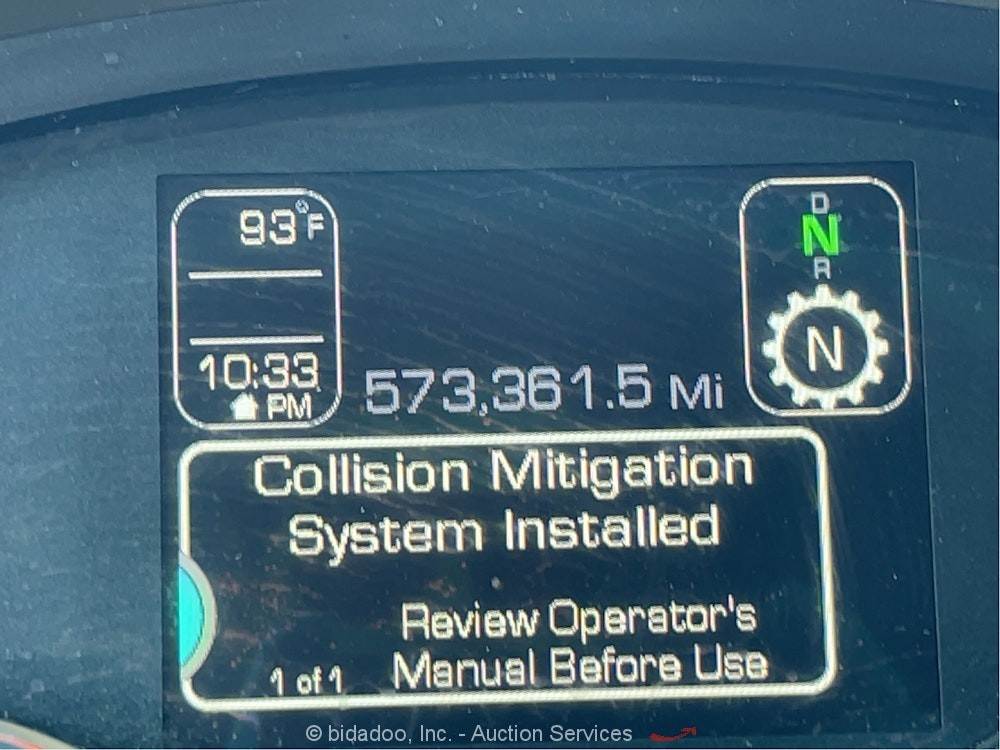 93°F
10:33
PM
573,361.5 Mi
D
N
R
N
Collision Mitigation
System Installed
Review Operator's
Manual Before Use
1 of 1
© bidadoo, Inc. - Auction Services